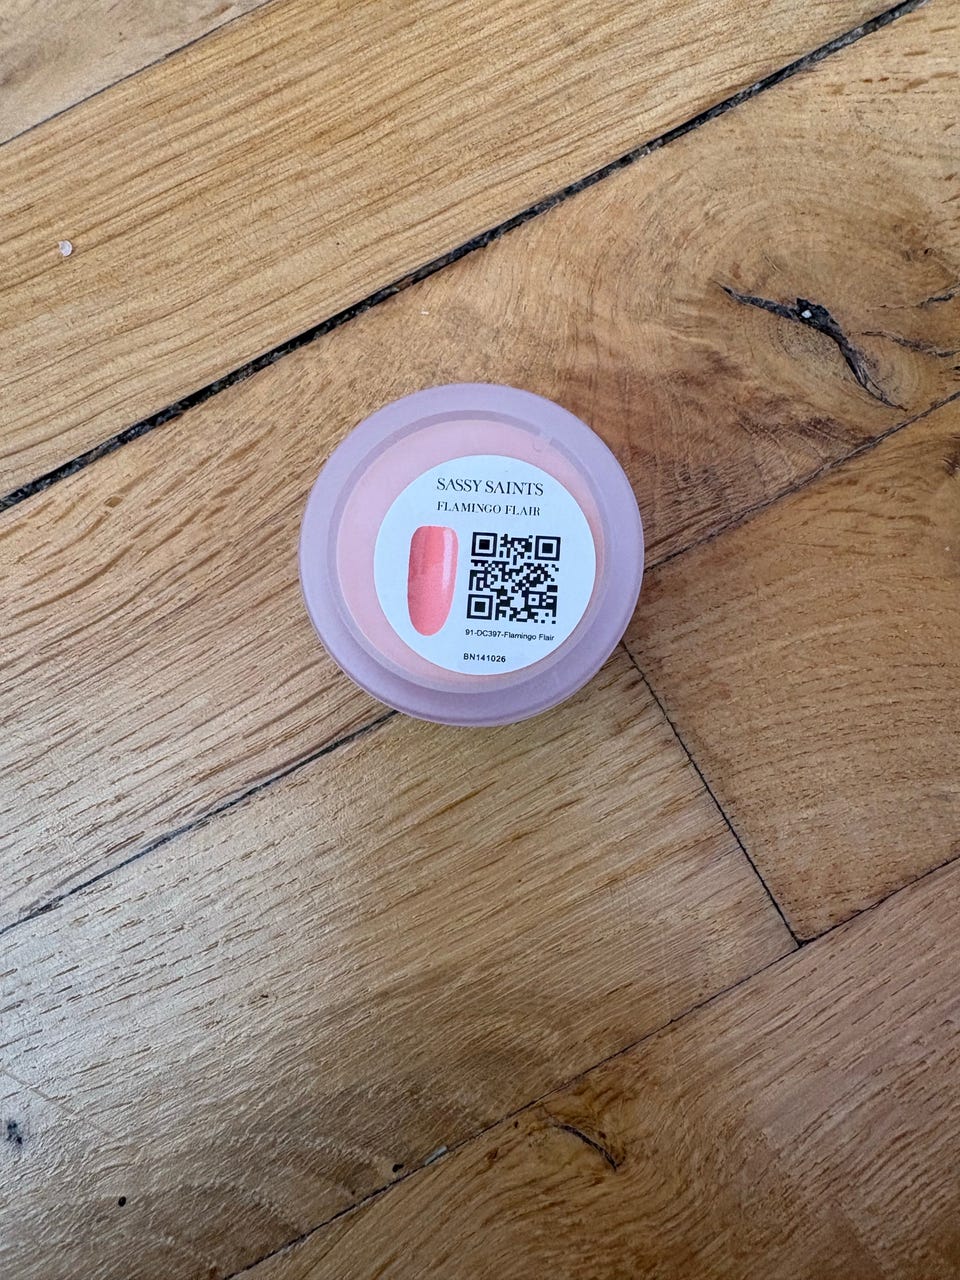 SASSY SAINTS
FLAMINGO FLAIR
91-DC397-Flamingo Flair
BN141026